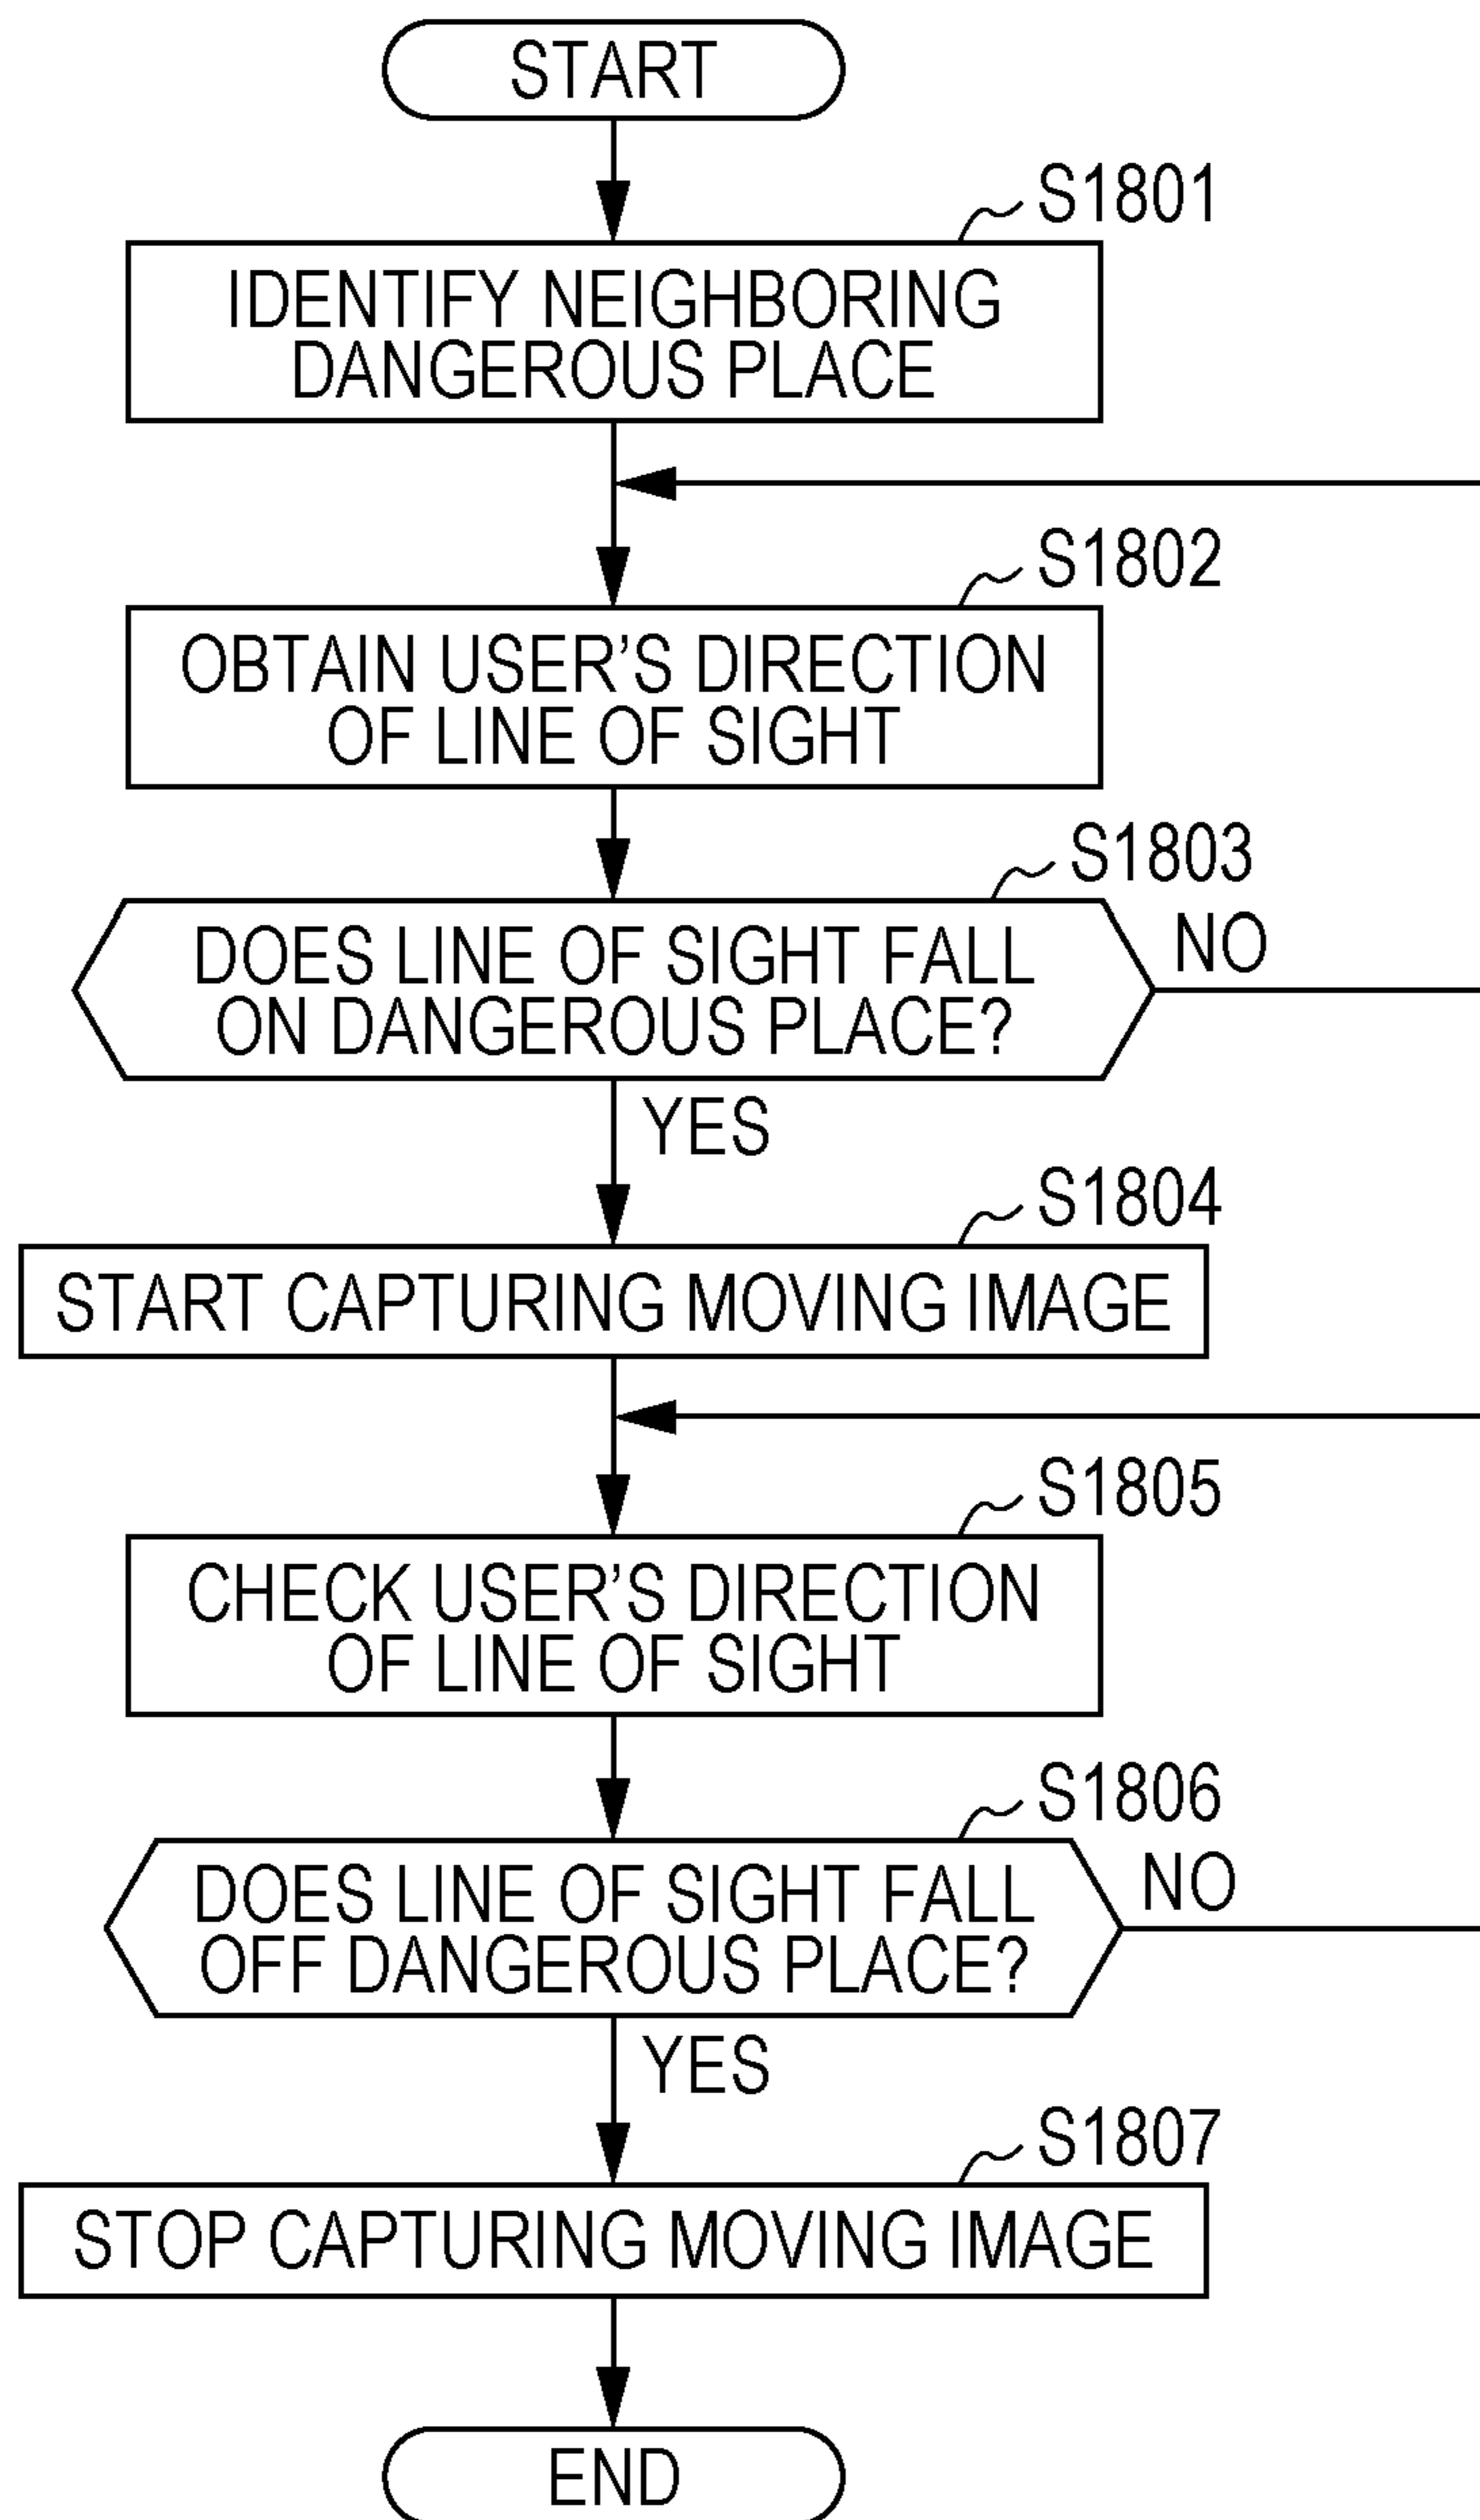 START
S1801
IDENTIFY NEIGHBORING
DANGEROUS PLACE
S1802
OBTAIN USER'S DIRECTION
OF LINE OF SIGHT
S1803
DOES LINE OF SIGHT FALL
ON DANGEROUS PLACE?
NO
YES
S1804
START CAPTURING MOVING IMAGE
S1805
CHECK USER'S DIRECTION
OF LINE OF SIGHT
S1806
DOES LINE OF SIGHT FALL
OFF DANGEROUS PLACE?
NO
YES
S1807
STOP CAPTURING MOVING IMAGE
END